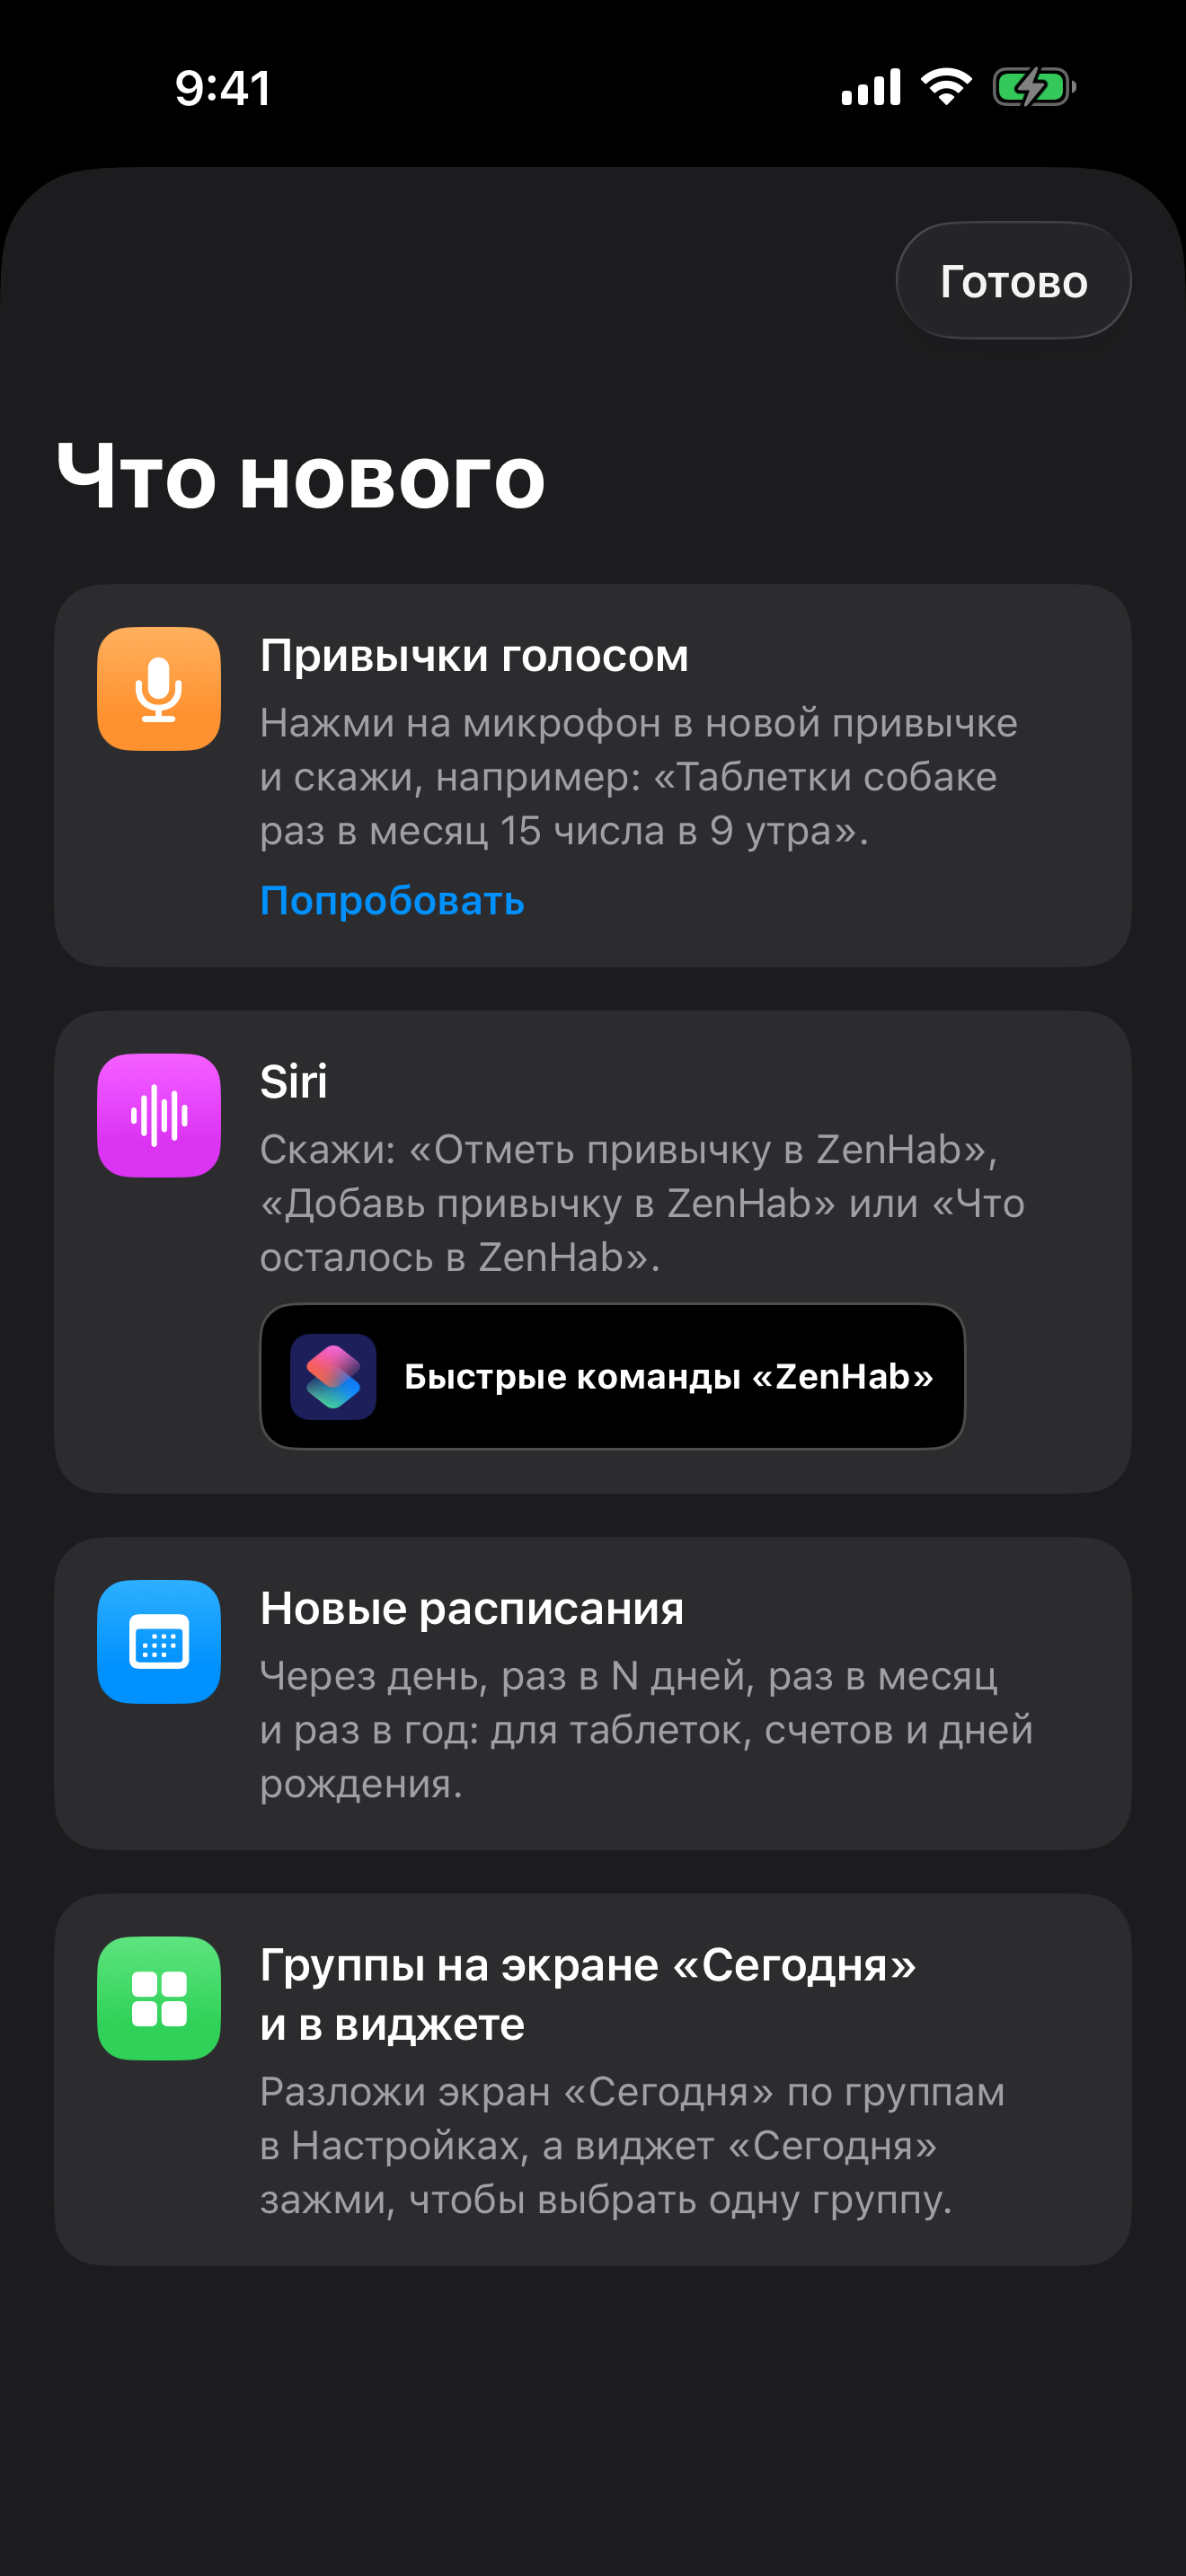 9:41
Готово
Что нового
Привычки голосом
Нажми на микрофон в новой привычке
и скажи, например: «Таблетки собаке
раз в месяц 15 числа в 9 утра».
Попробовать
Siri
Скажи: «Отметь привычку в ZenHab»,
«Добавь привычку в ZenHab» или «Что
осталось в ZenHab».
Быстрые команды «ZenHab»
Новые расписания
Через день, раз в N дней, раз в месяц
и раз в год: для таблеток, счетов и дней
рождения.
Группы на экране «Сегодня»
и в виджете
Разложи экран «Сегодня» по группам
в Настройках, а виджет «Сегодня»
зажми, чтобы выбрать одну группу.